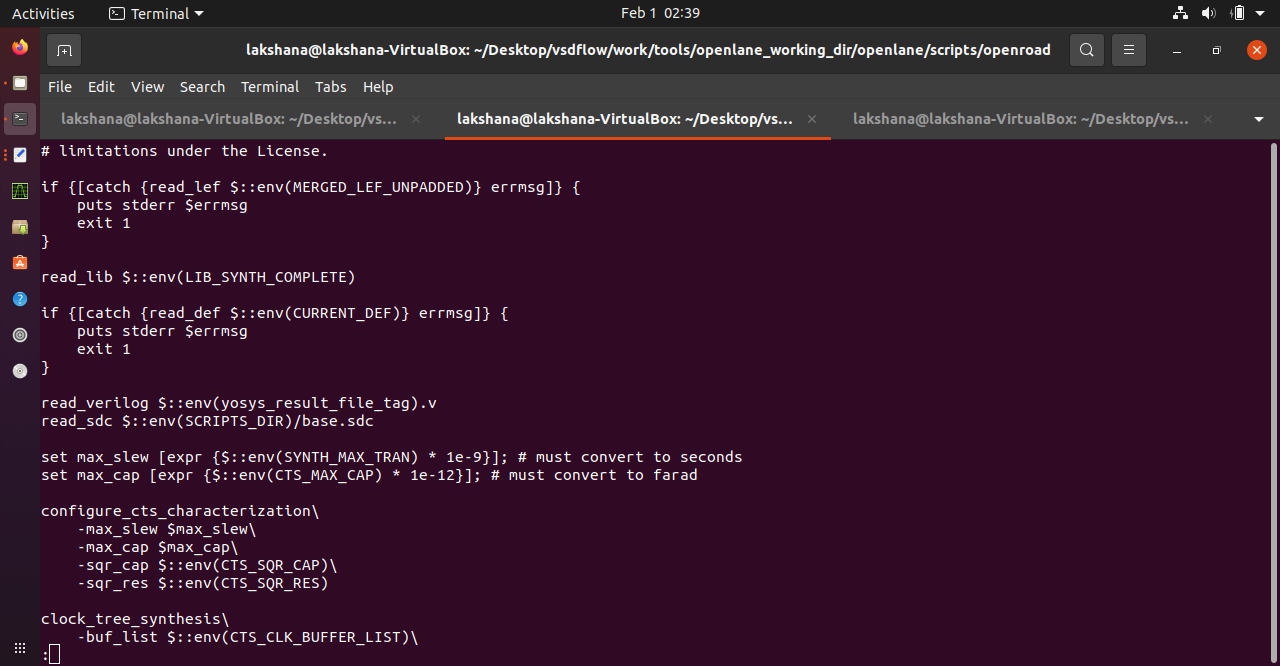 Activities
Terminal
Feb 1 02:39
lakshana@lakshana-VirtualBox: ~/Desktop/vsdflow/work/tools/openlane_working_dir/openlane/scripts/openroad
File Edit View Search Terminal Tabs Help
lakshana@lakshana-VirtualBox: ~/Desktop/vs...
lakshana@lakshana-VirtualBox: ~/Desktop/vs...
lakshana@lakshana-VirtualBox: ~/Desktop/vs...
# limitations under the License.
if {[catch {read_lef $::env(MERGED_LEF_UNPADDED)} errmsg]} {
    puts stderr $errmsg
    exit 1
}
read_lib $::env(LIB_SYNTH_COMPLETE)
if {[catch {read_def $::env(CURRENT_DEF)} errmsg]} {
    puts stderr $errmsg
    exit 1
}
read_verilog $::env(yosys_result_file_tag).v
read_sdc $::env(SCRIPTS_DIR)/base.sdc
set max_slew [expr {$::env(SYNTH_MAX_TRAN) * 1e-9}]; # must convert to seconds
set max_cap [expr {$::env(CTS_MAX_CAP) * 1e-12}]; # must convert to farad
configure_cts_characterization\
    -max_slew $max_slew\
    -max_cap $max_cap\
    -sqr_cap $::env(CTS_SQR_CAP)\
    -sqr_res $::env(CTS_SQR_RES)
clock_tree_synthesis\
    -buf_list $::env(CTS_CLK_BUFFER_LIST)\
: